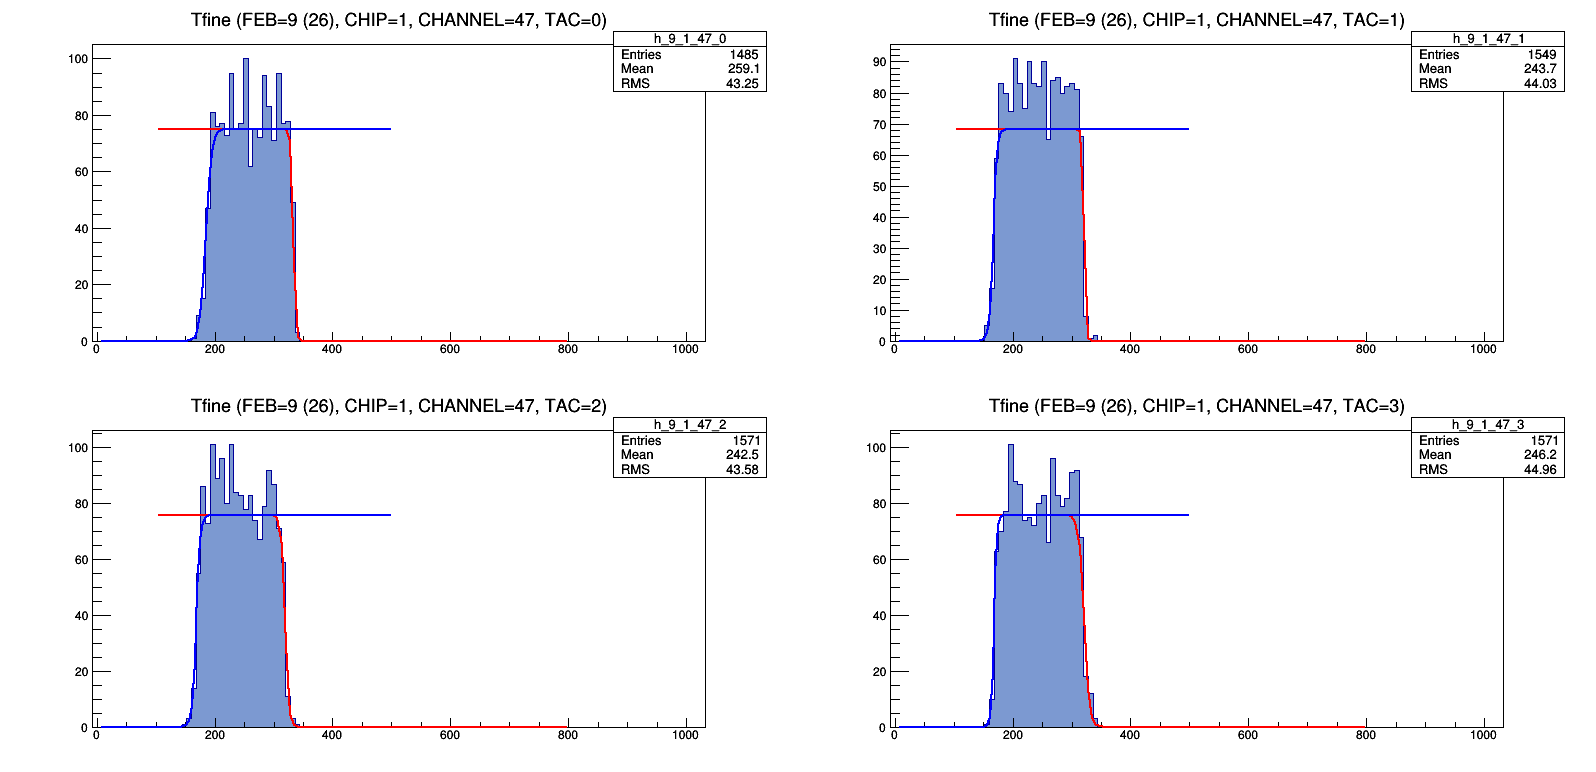 Tfine (FEB=9 (26), CHIP=1, CHANNEL=47, TAC=0)
h_9_1_47_0
Entries 1485
Mean 259.1
RMS 43.25
100
80
60
40
20
0
0 200 400 600 800 1000
Tfine (FEB=9 (26), CHIP=1, CHANNEL=47, TAC=1)
h_9_1_47_1
Entries 1549
Mean 243.7
RMS 44.03
90
80
70
60
50
40
30
20
10
0
0 200 400 600 800 1000
Tfine (FEB=9 (26), CHIP=1, CHANNEL=47, TAC=2)
h_9_1_47_2
Entries 1571
Mean 242.5
RMS 43.58
100
80
60
40
20
0
0 200 400 600 800 1000
Tfine (FEB=9 (26), CHIP=1, CHANNEL=47, TAC=3)
h_9_1_47_3
Entries 1571
Mean 246.2
RMS 44.96
100
80
60
40
20
0
0 200 400 600 800 1000